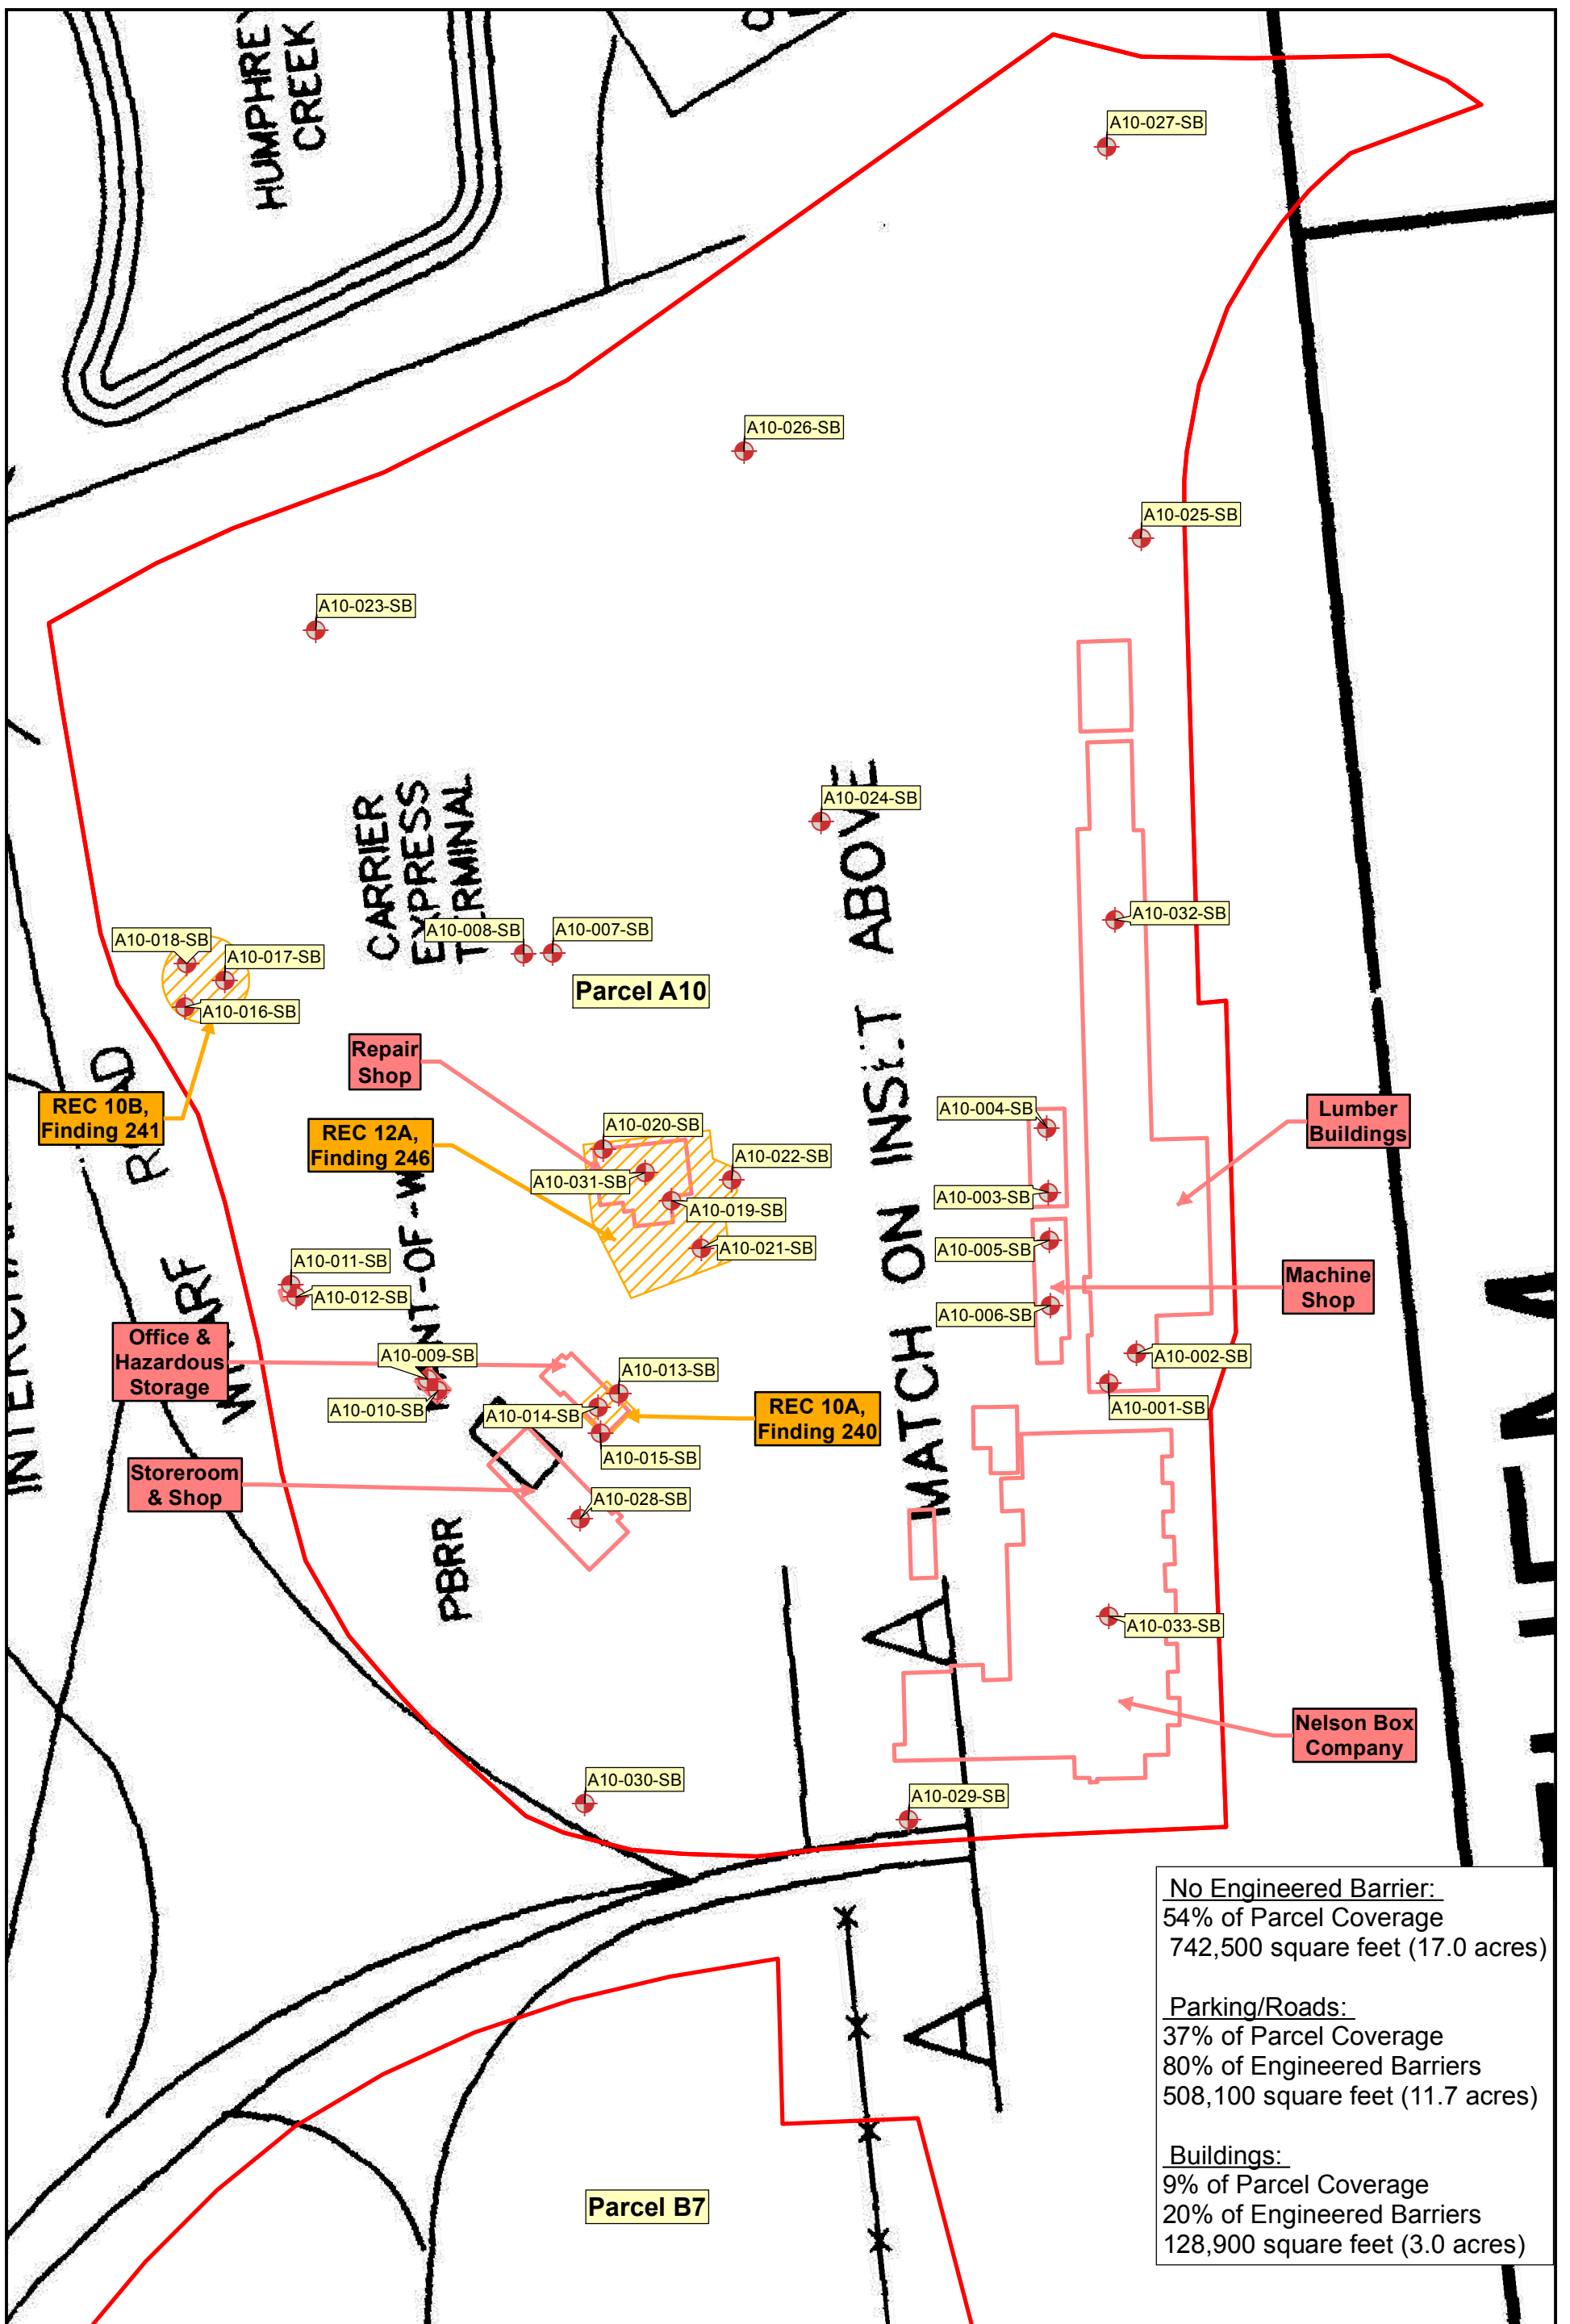 HUMPHREY
CREEK
A10-027-SB
A10-026-SB
A10-025-SB
A10-023-SB
A10-024-SB
CARRIER
EXPRESS
TERMINAL
A10-032-SB
A10-008-SB
A10-007-SB
A10-018-SB
A10-017-SB
A10-016-SB
Parcel A10
Repair
Shop
REC 10B,
Finding 241
REC 12A,
Finding 246
A10-020-SB
A10-022-SB
A10-031-SB
A10-019-SB
A10-021-SB
A10-004-SB
A10-003-SB
A10-005-SB
A10-006-SB
Lumber
Buildings
Machine
Shop
MATCH ON INSET ABOVE
A10-011-SB
A10-012-SB
Office &
Hazardous
Storage
A10-009-SB
A10-010-SB
A10-013-SB
A10-014-SB
A10-015-SB
REC 10A,
Finding 240
A10-002-SB
A10-001-SB
Storeroom
& Shop
A10-028-SB
PBRR
A
A10-033-SB
Nelson Box
Company
A10-030-SB
A10-029-SB
A
Parcel B7
No Engineered Barrier:
54% of Parcel Coverage
742,500 square feet (17.0 acres)
Parking/Roads:
37% of Parcel Coverage
80% of Engineered Barriers
508,100 square feet (11.7 acres)
Buildings:
9% of Parcel Coverage
20% of Engineered Barriers
128,900 square feet (3.0 acres)